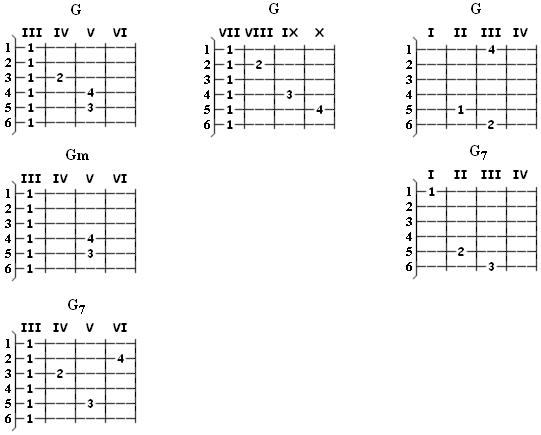 G
III IV V VI
1 1
2 1
3 1 2
4 1 4
5 1 3
6 1
G
VII VIII IX X
1 1
2 1 2
3 1
4 1 3
5 1 4
6 1
G
I II III IV
1 4
2
3
4
5 1
6 2
Gm
III IV V VI
1 1
2 1
3 1
4 1 4
5 1 3
6 1
G7
I II III IV
1 1
2
3
4
5 2
6 3
G7
III IV V VI
1 1
2 1 4
3 1 2
4 1
5 1 3
6 1